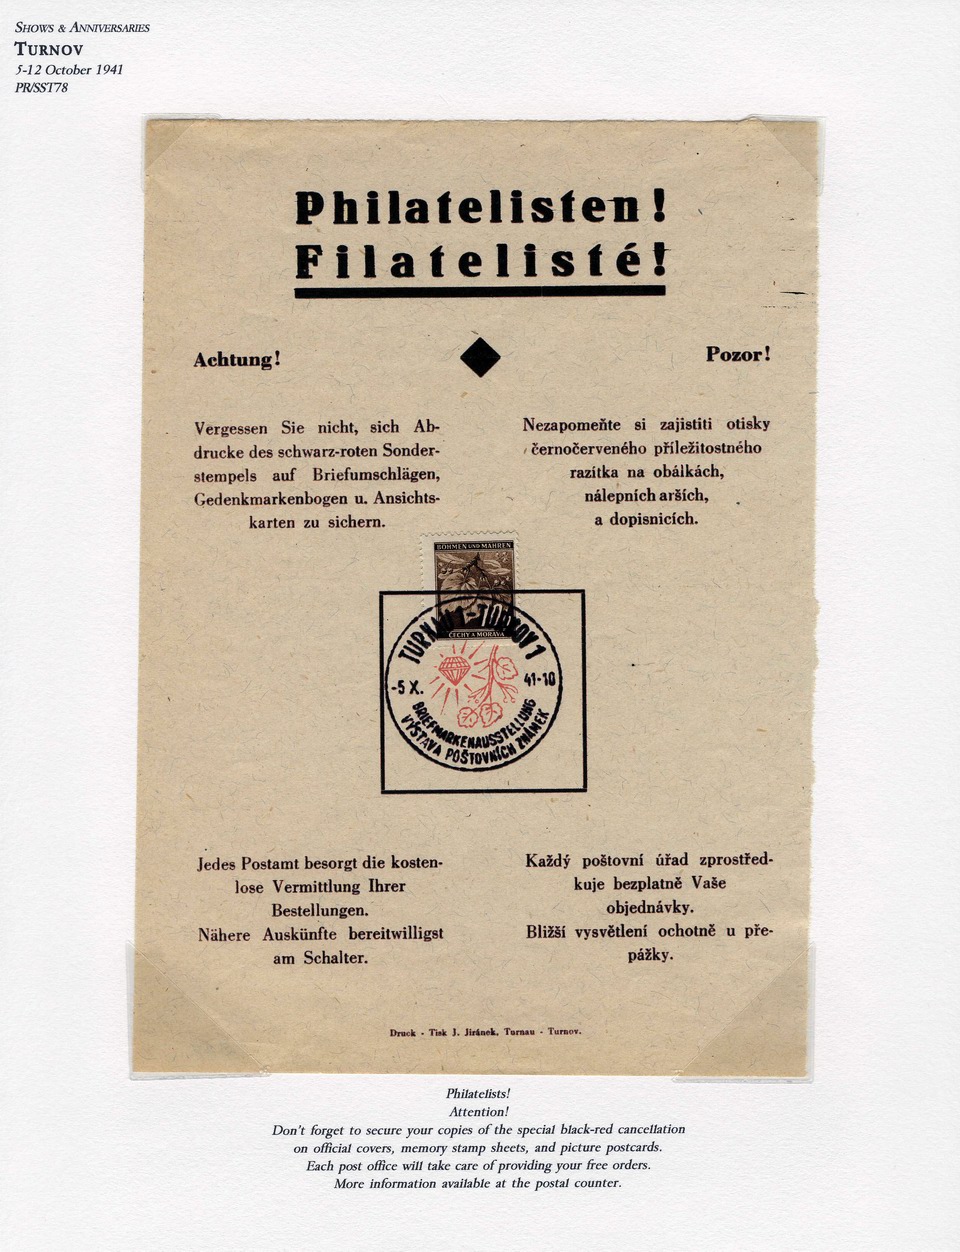 Shows & Anniversaries
Turnov
5-12 October 1941
PR/SST78
Philatelisten!
Filatelisté!
Achtung!
Pozor!
Vergessen Sie nicht, sich Ab-
drucke des schwarz-roten Sonder-
stempels auf Briefumschlägen,
Gedenkmarkenbogen u. Ansichts-
karten zu sichern.
Nezapomeňte si zajistiti otisky
černočerveného příležitostného
razítka na obálkách,
nálepních arších,
a dopisnicích.
BÖHMEN UND MÄHREN
ČECHY A MORAVA
TURNAU 1 - TURNOV 1
-5 X. 41-10
BRIEFMARKENAUSSTELLUNG
VÝSTAVA POŠTOVNÍCH ZNÁMEK
Jedes Postamt besorgt die kosten-
lose Vermittlung Ihrer
Bestellungen.
Nähere Auskünfte bereitwilligst
am Schalter.
Každý poštovní úřad zprostřed-
kuje bezplatně Vaše
objednávky.
Bližší vysvětlení ochotně u pře-
pážky.
Druck - Tisk J. Jiránek, Turnau - Turnov.
Philatelists!
Attention!
Don't forget to secure your copies of the special black-red cancellation
on official covers, memory stamp sheets, and picture postcards.
Each post office will take care of providing your free orders.
More information available at the postal counter.